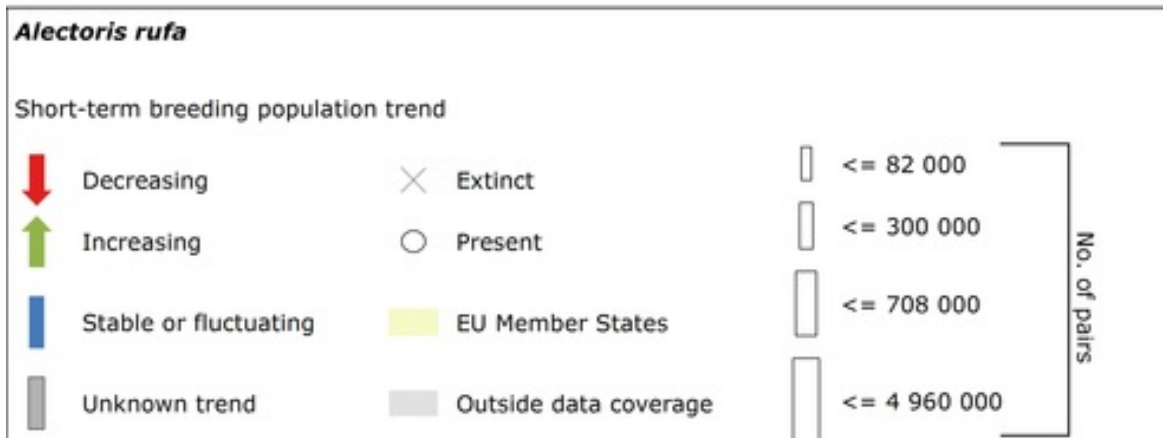 Alectoris rufa
Short-term breeding population trend
Decreasing
Extinct
<= 82 000
Increasing
Present
<= 300 000
Stable or fluctuating
EU Member States
<= 708 000
Unknown trend
Outside data coverage
<= 4 960 000
No. of pairs